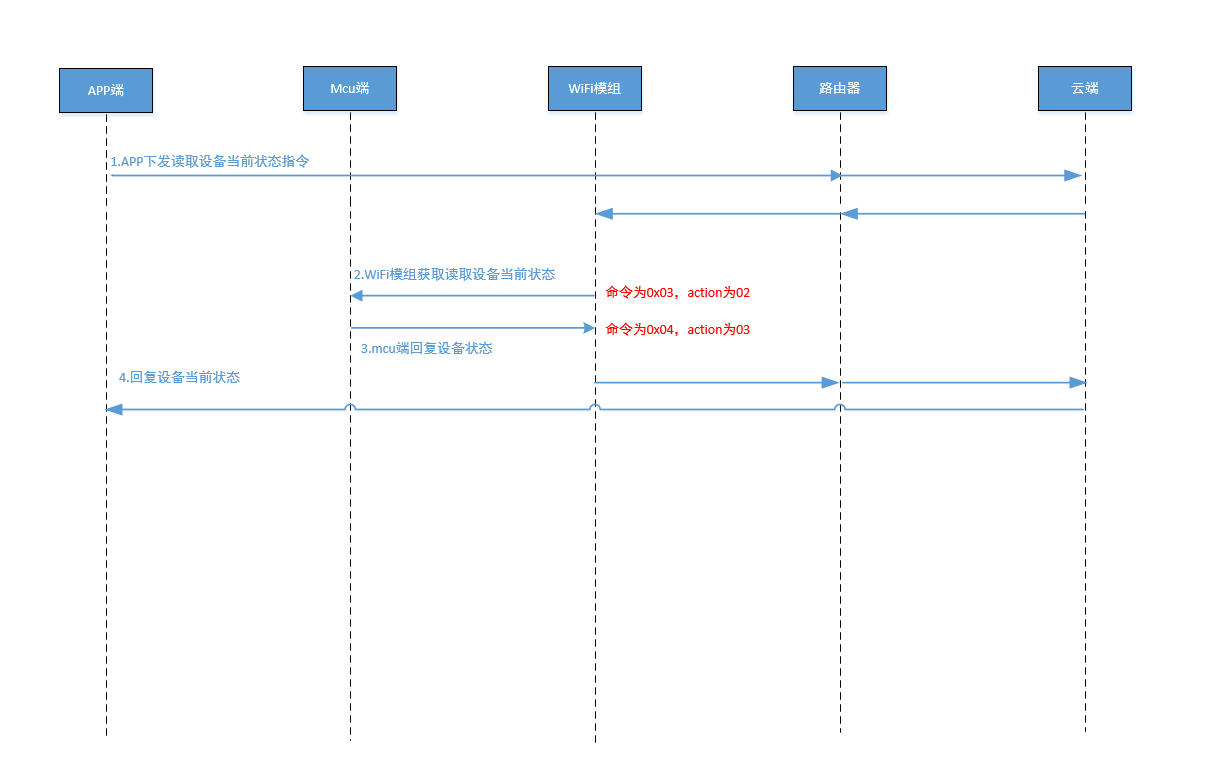 APP端
Mcu端
WiFi模组
路由器
云端
1.APP下发读取设备当前状态指令
2.WiFi模组获取读取设备当前状态
命令为0x03，action为02
命令为0x04，action为03
3.mcu端回复设备状态
4.回复设备当前状态